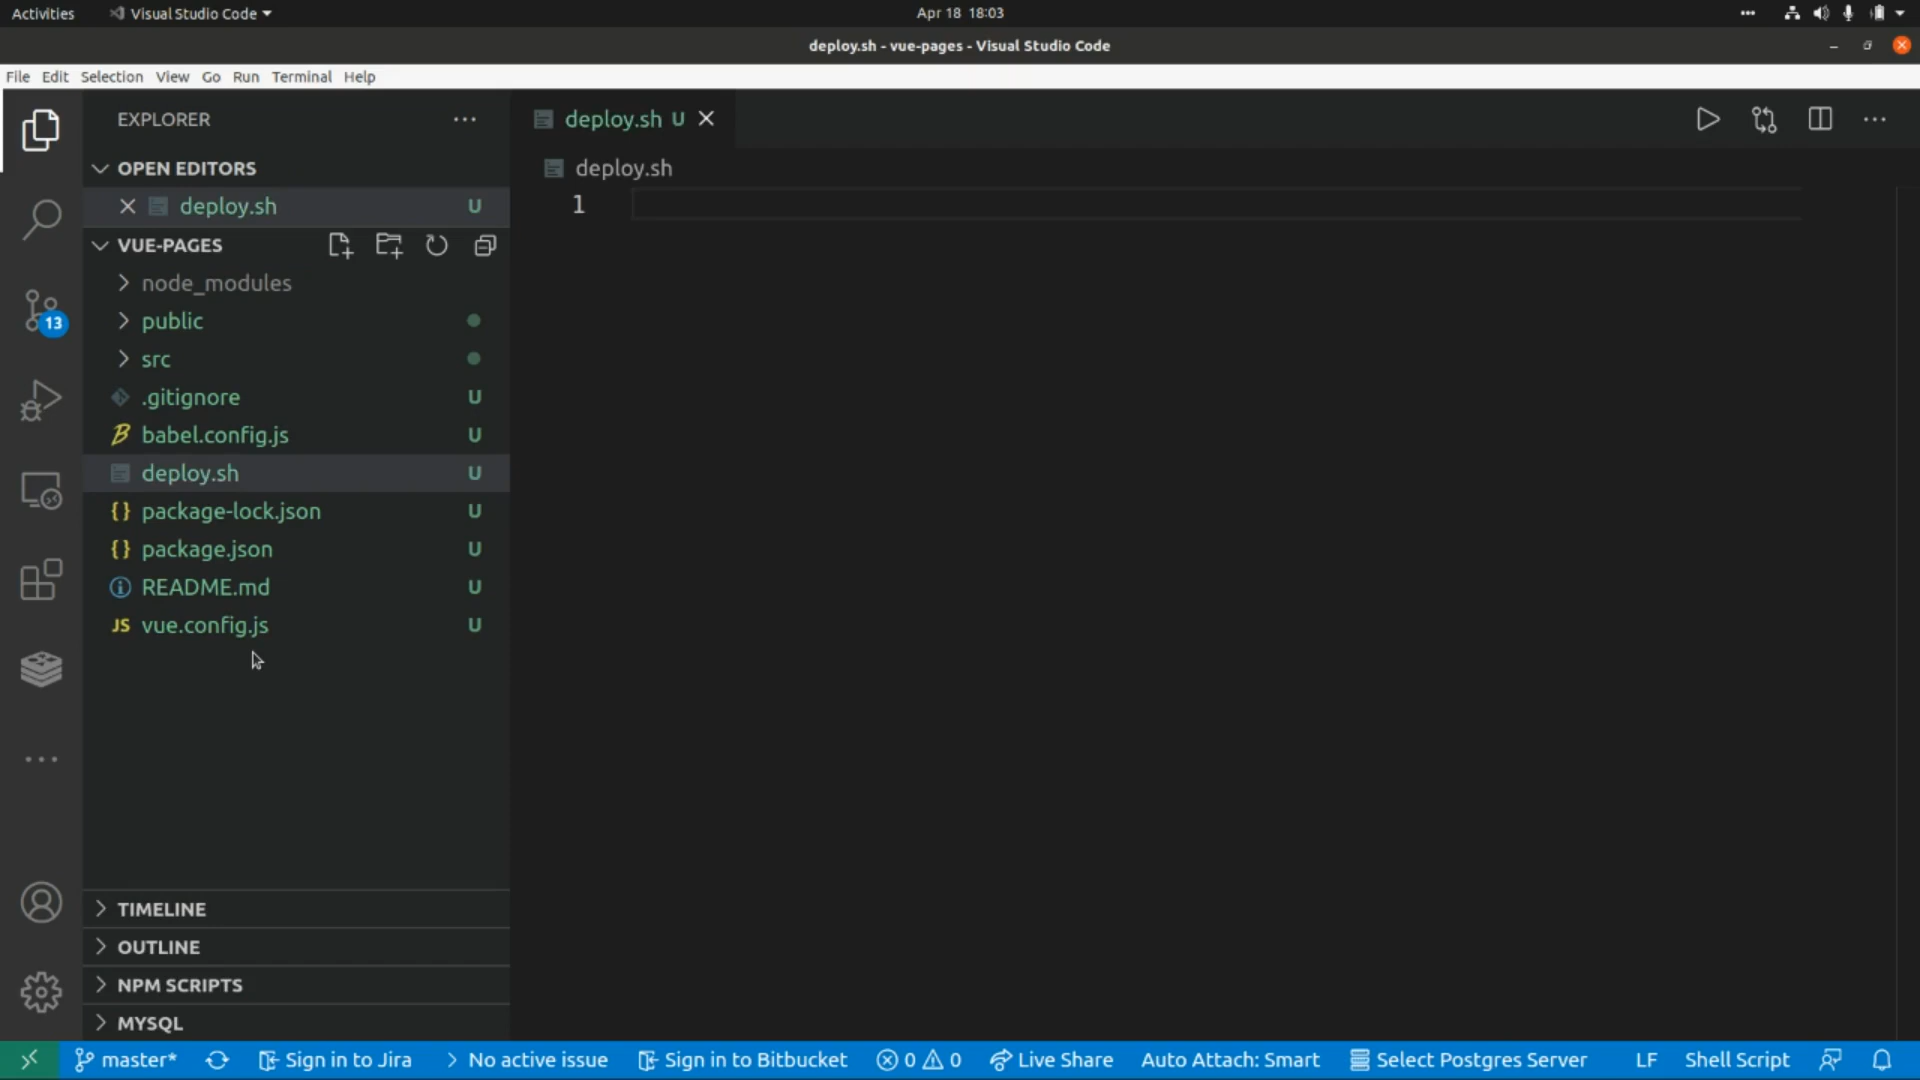 Activities Visual Studio Code Apr 18 18:03
deploy.sh - vue-pages - Visual Studio Code
File Edit Selection View Go Run Terminal Help
EXPLORER
OPEN EDITORS
deploy.sh U
VUE-PAGES
node_modules
public
src
.gitignore U
babel.config.js U
deploy.sh U
{} package-lock.json U
{} package.json U
README.md U
JS vue.config.js U
13
TIMELINE
OUTLINE
NPM SCRIPTS
MYSQL
deploy.sh U
deploy.sh
1
master* Sign in to Jira No active issue Sign in to Bitbucket 0 0 Live Share Auto Attach: Smart Select Postgres Server LF Shell Script